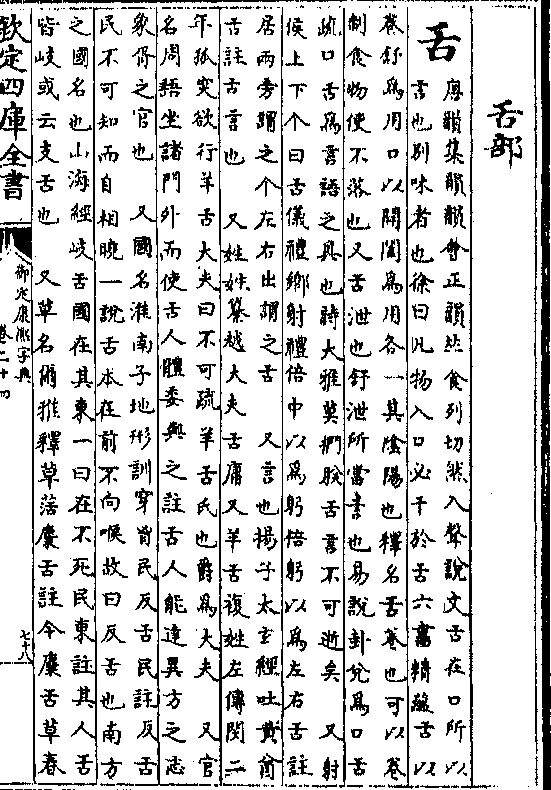 舌部
舌
唐韻集韻韻會正韻𠀤食列切然入聲說文舌在口所以
言也別味者也徐曰凡物入口必干於舌六書精蘊舌以
卷舒為用口以開闔為用各一其陰陽也釋名舌卷也可以卷
制食物使不落也又舌泄也舒泄所當言也易說卦兌為口舌
疏口舌為言語之具也詩大雅莫捫朕舌言不可逝矣 又射
侯上下个曰舌儀禮鄉射禮倍中以為躬倍躬以為左右舌註
居兩旁謂之个左右出謂之舌 又言也揚子太玄經吐黃酋
舌註舌言也 又姓姓纂越大夫舌庸又羊舌複姓左傳閔二
年狐突欲行羊舌大夫曰不可疏羊舌氏也爵為大夫 又官
名周語坐諸門外而使舌人體委與之註舌人能達異方之志
象胥之官也 又國名淮南子地形訓穿胷民反舌民註反舌
民不可知而自相曉一說舌本在前不向喉故曰反舌也南方
之國名也山海經岐舌國在其東一曰在不死民東註其人舌
皆岐或云支舌也 又草名爾雅釋草菭麋舌註今麋舌草春
欽定四庫全書
御定康熙字典
卷二十四
七十八